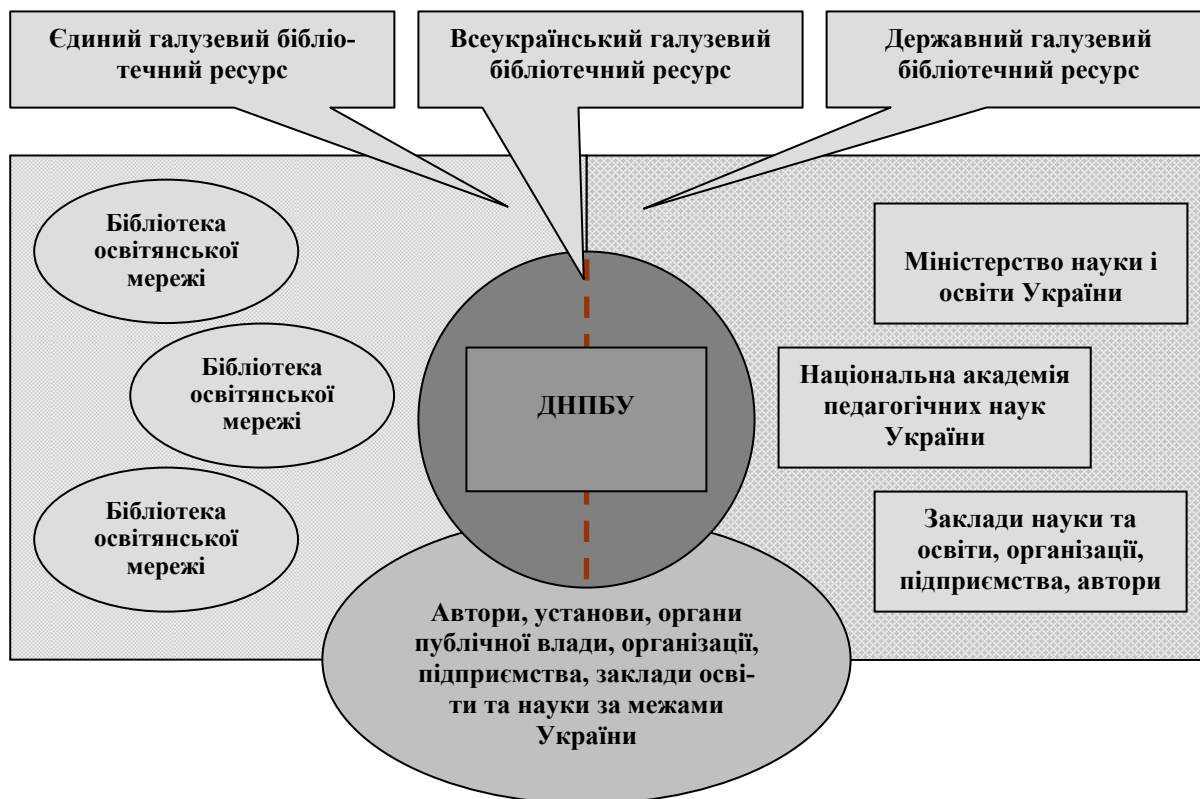 Єдиний галузевий бібліо-
течний ресурс
Всеукраїнський галузевий
бібліотечний ресурс
Державний галузевий
бібліотечний ресурс
Бібліотека
освітянської
мережі
Бібліотека
освітянської
мережі
Бібліотека
освітянської
мережі
ДНПБУ
Міністерство науки і
освіти України
Національна академія
педагогічних наук
України
Заклади науки та
освіти, організації,
підприємства, автори
Автори, установи, органи
публічної влади, організації,
підприємства, заклади осві-
ти та науки за межами
України